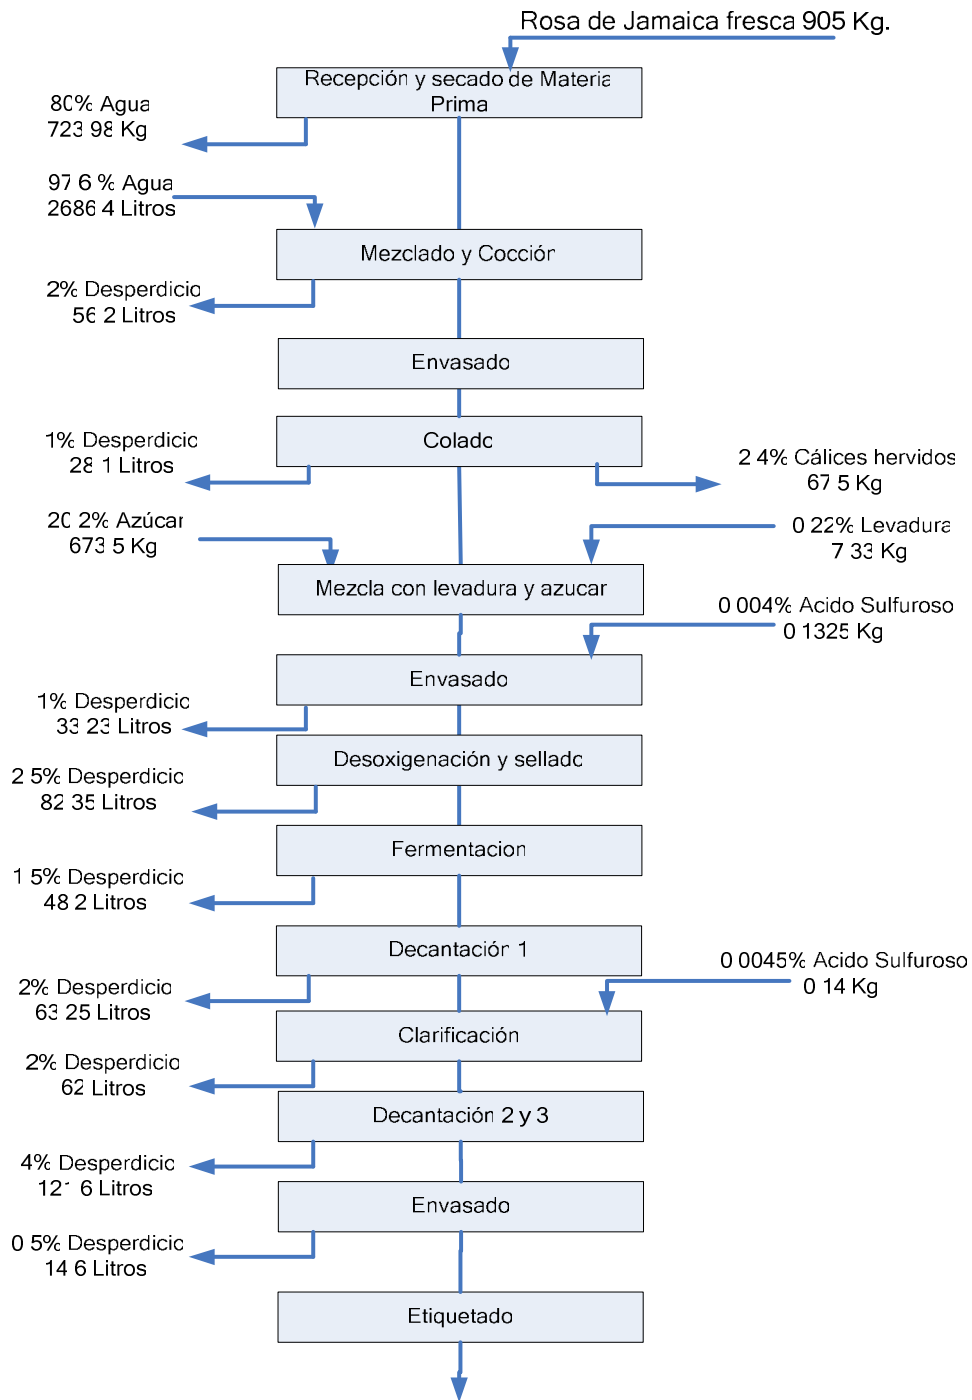 Rosa de Jamaica fresca 905 Kg.
Recepción y secado de Materia
Prima
80% Agua
723 98 Kg
97 6 % Agua
2686 4 Litros
Mezclado y Cocción
2% Desperdicio
56 2 Litros
Envasado
Colado
1% Desperdicio
28 1 Litros
2 4% Cálices hervidos
67 5 Kg
20 2% Azúcar
673 5 Kg
0 22% Levadura
7 33 Kg
Mezcla con levadura y azucar
0 004% Acido Sulfuroso
0 1325 Kg
Envasado
1% Desperdicio
33 23 Litros
Desoxigenación y sellado
2 5% Desperdicio
82 35 Litros
Fermentacion
1 5% Desperdicio
48 2 Litros
Decantación 1
0 0045% Acido Sulfuroso
0 14 Kg
2% Desperdicio
63 25 Litros
Clarificación
2% Desperdicio
62 Litros
Decantación 2 y 3
4% Desperdicio
121 6 Litros
Envasado
0 5% Desperdicio
14 6 Litros
Etiquetado